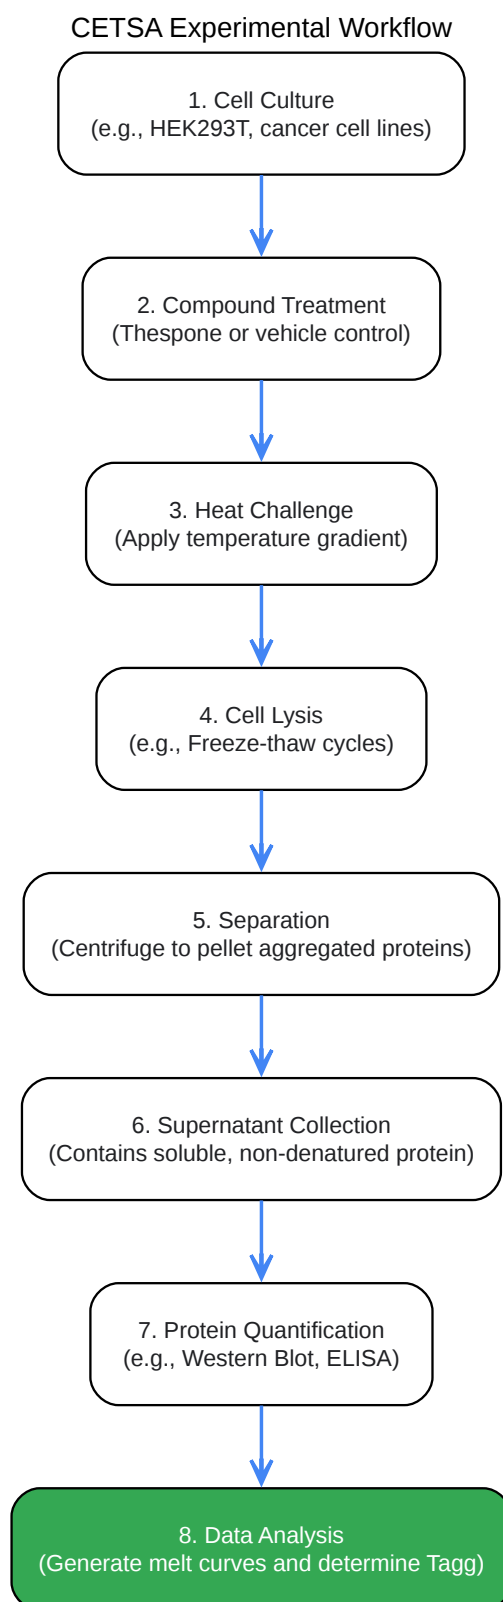 CETSA Experimental Workflow
1. Cell Culture
(e.g., HEK293T, cancer cell lines)
2. Compound Treatment
(Thespone or vehicle control)
3. Heat Challenge
(Apply temperature gradient)
4. Cell Lysis
(e.g., Freeze-thaw cycles)
5. Separation
(Centrifuge to pellet aggregated proteins)
6. Supernatant Collection
(Contains soluble, non-denatured protein)
7. Protein Quantification
(e.g., Western Blot, ELISA)
8. Data Analysis
(Generate melt curves and determine Tagg)